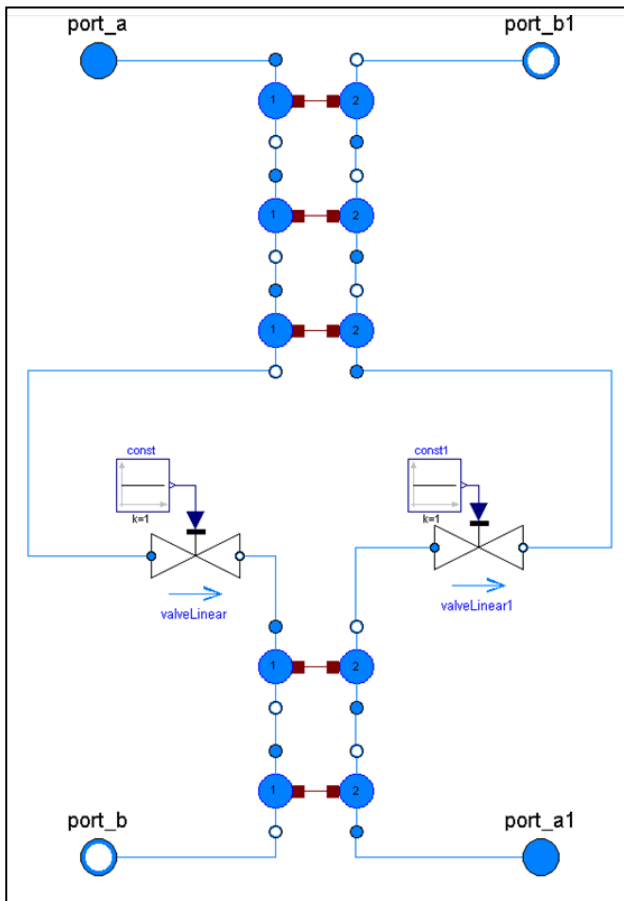 port_a
port_b1
1
2
1
2
1
2
const
const1
k=1
k=1
valveLinear
valveLinear1
1
2
1
2
port_b
port_a1